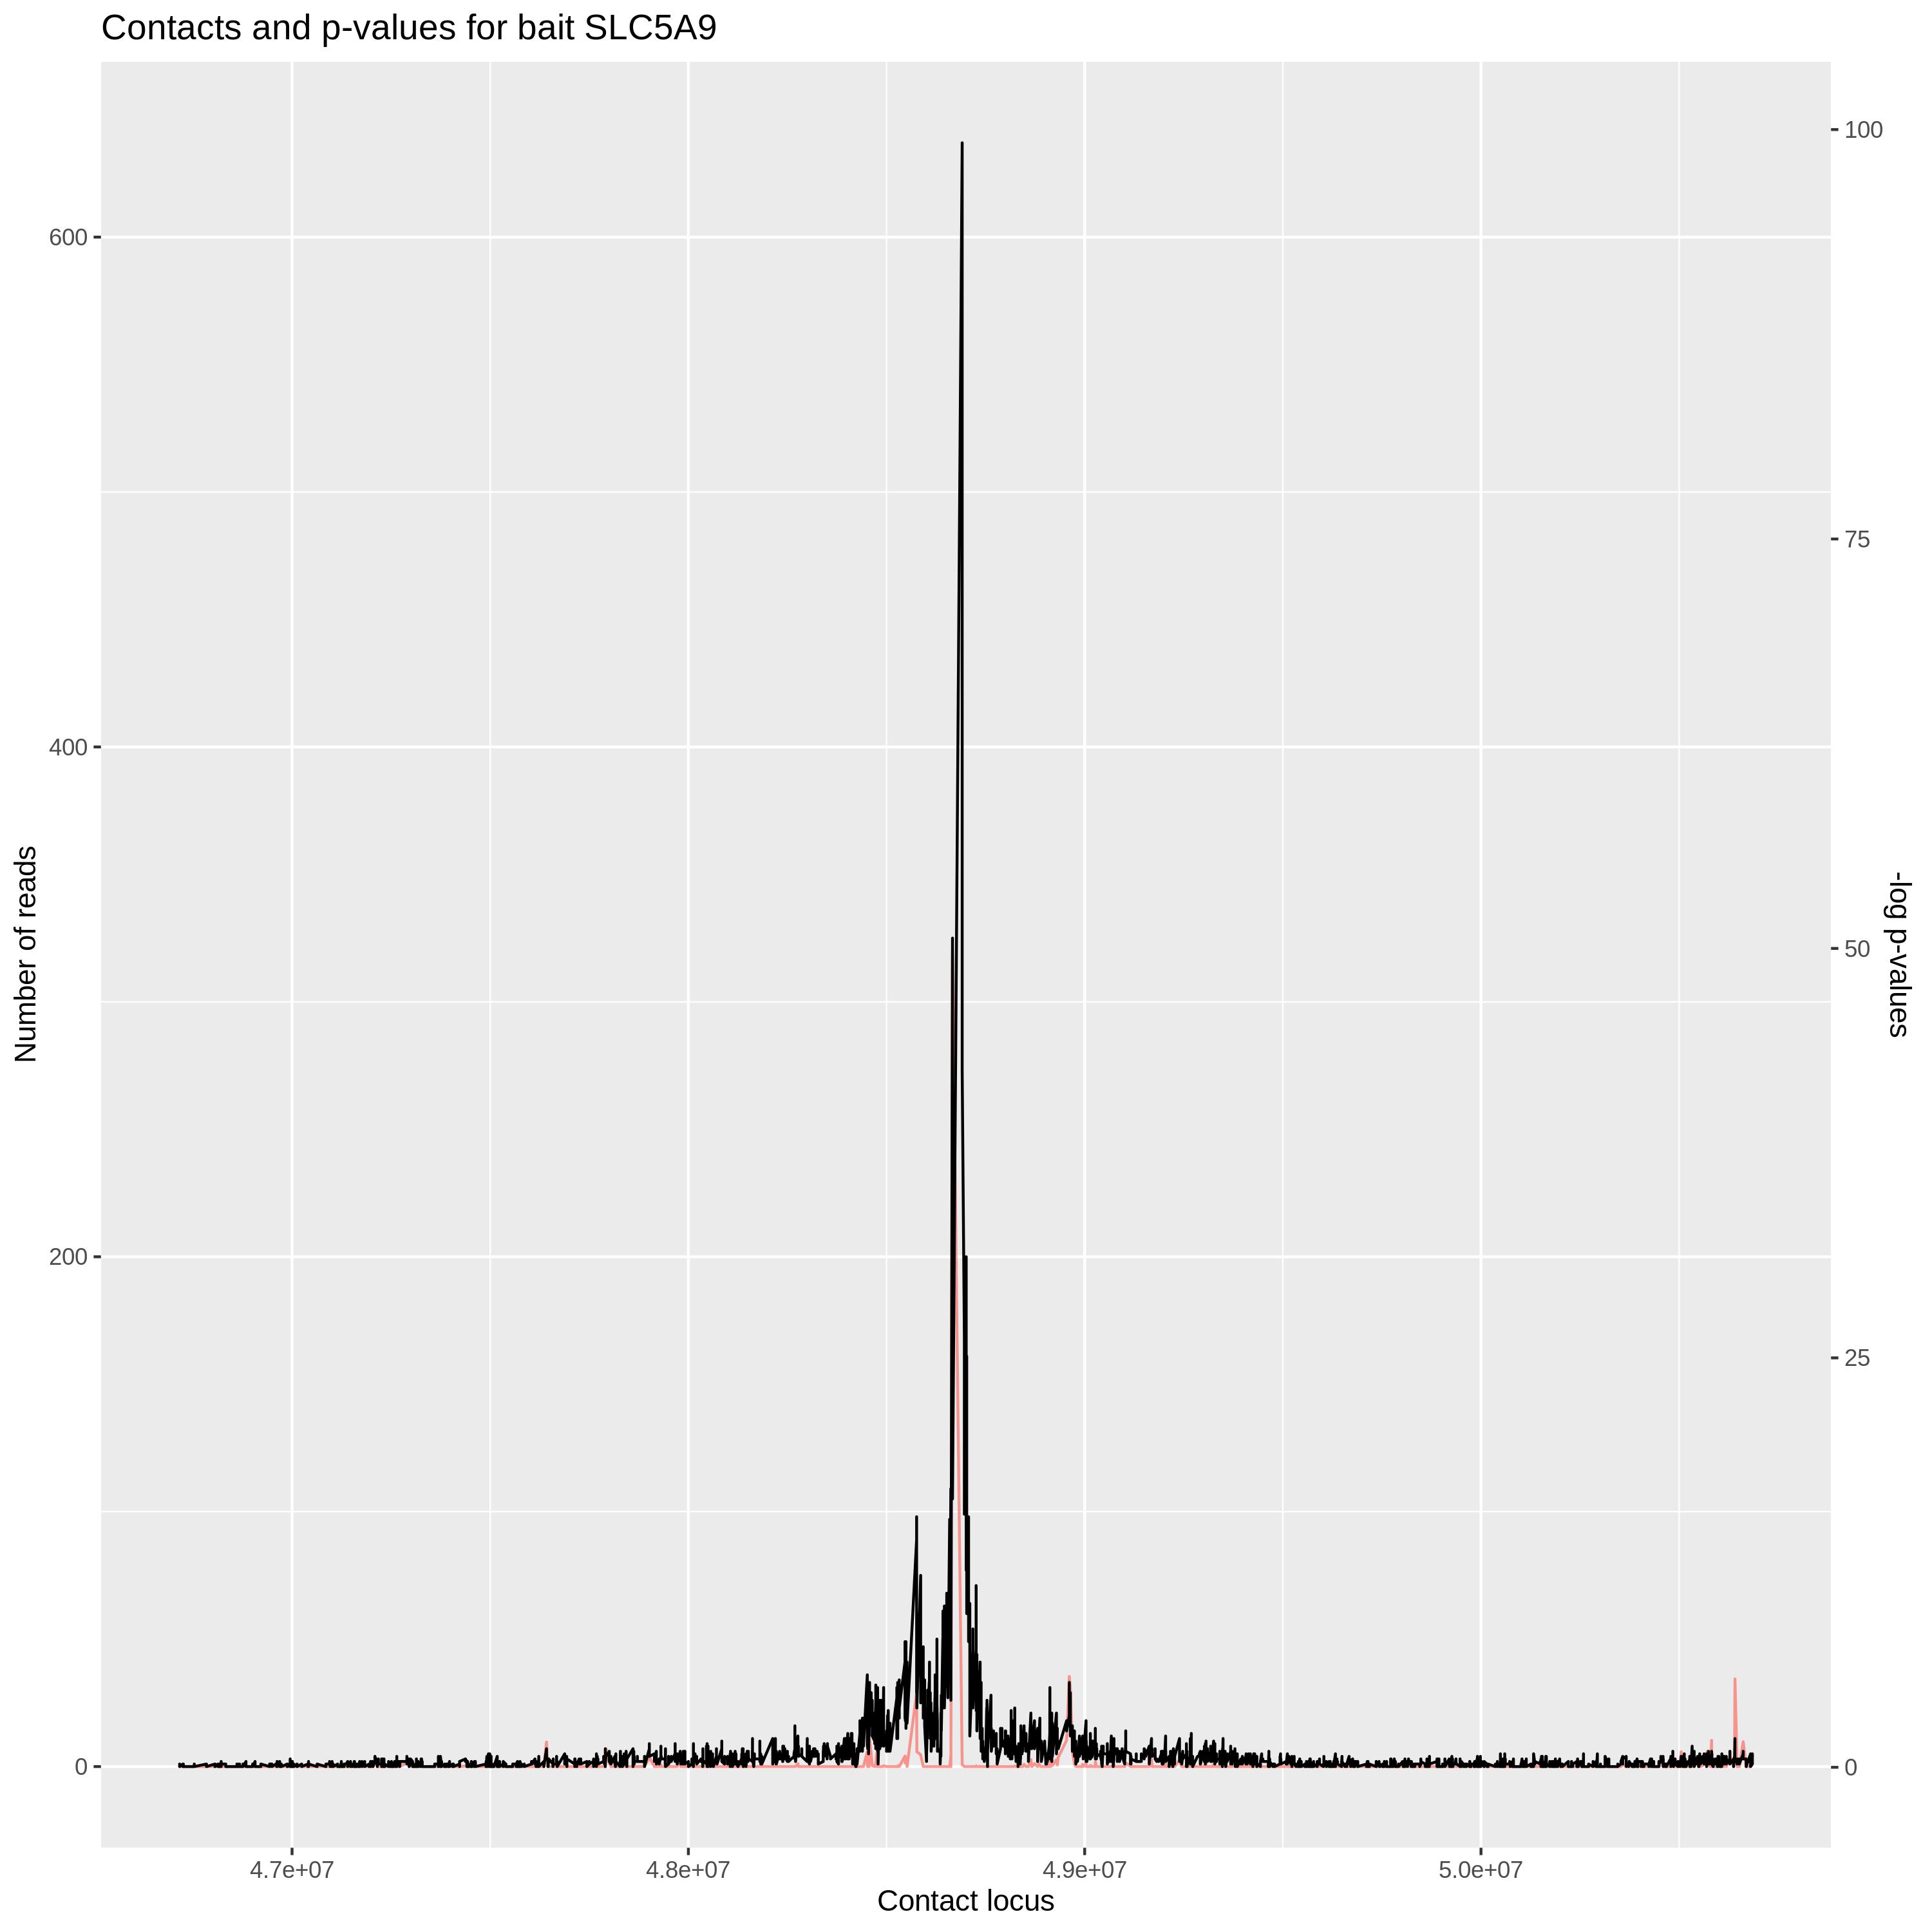 Contacts and p-values for bait SLC5A9
600
400
200
0
Number of reads
100
75
50
25
0
-log p-values
4.7e+07
4.8e+07
4.9e+07
5.0e+07
Contact locus